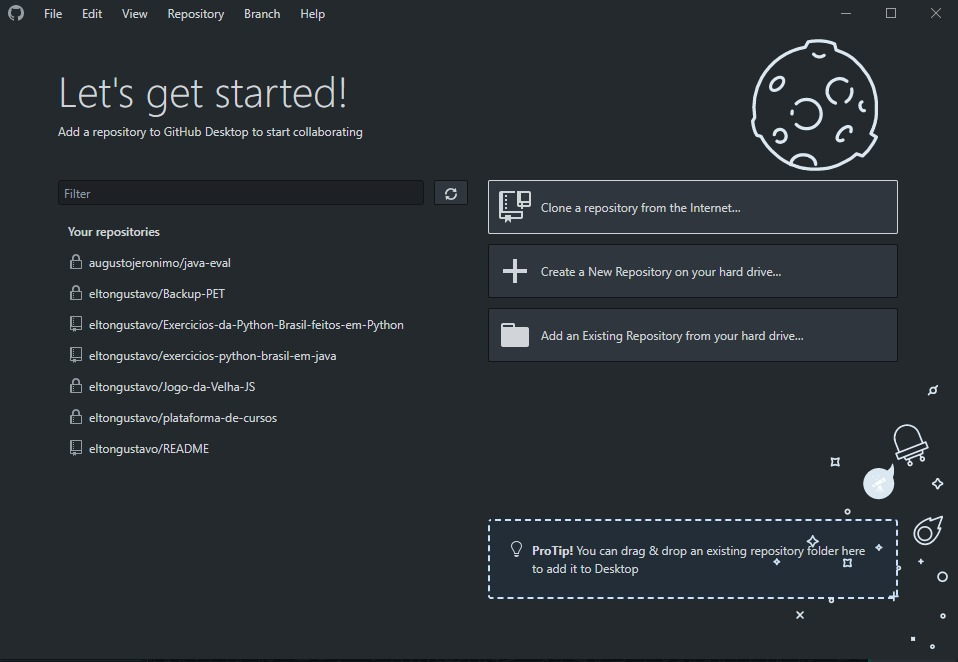 File Edit View Repository Branch Help
Let's get started!
Add a repository to GitHub Desktop to start collaborating
Filter
Your repositories
augustojeronimo/java-eval
eltongustavo/Backup-PET
eltongustavo/Exercicios-da-Python-Brasil-feitos-em-Python
eltongustavo/exercicios-python-brasil-em-java
eltongustavo/Jogo-da-Velha-JS
eltongustavo/plataforma-de-cursos
eltongustavo/README
Clone a repository from the Internet...
Create a New Repository on your hard drive...
Add an Existing Repository from your hard drive...
ProTip! You can drag & drop an existing repository folder here
to add it to Desktop